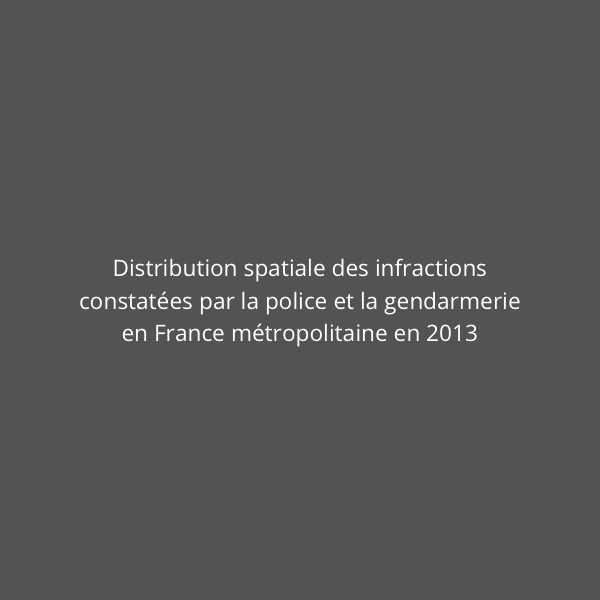 Distribution spatiale des infractions
constatées par la police et la gendarmerie
en France métropolitaine en 2013